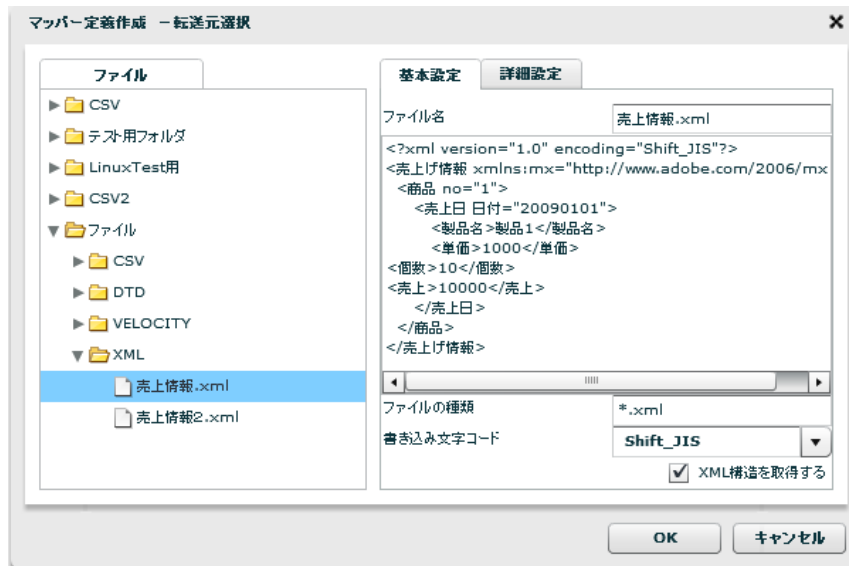 マッパー定義作成 －転送元選択
ファイル
CSV
テスト用フォルダ
LinuxTest用
CSV2
ファイル
CSV
DTD
VELOCITY
XML
売上情報.xml
売上情報2.xml
基本設定
詳細設定
ファイル名
売上情報.xml
<?xml version="1.0" encoding="Shift_JIS"?>
<売上げ情報 xmlns:mx="http://www.adobe.com/2006/mx
<商品 no="1">
<売上日 日付="20090101">
<製品名>製品1</製品名>
<単価>1000</単価>
<個数>10</個数>
<売上>10000</売上>
</売上日>
</商品>
</売上げ情報>
ファイルの種類
*.xml
書き込み文字コード
Shift_JIS
XML構造を取得する
OK
キャンセル